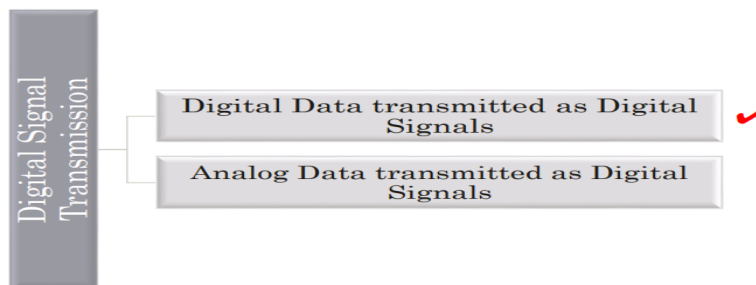 Digital Signal
Transmission
Digital Data transmitted as Digital
Signals
Analog Data transmitted as Digital
Signals